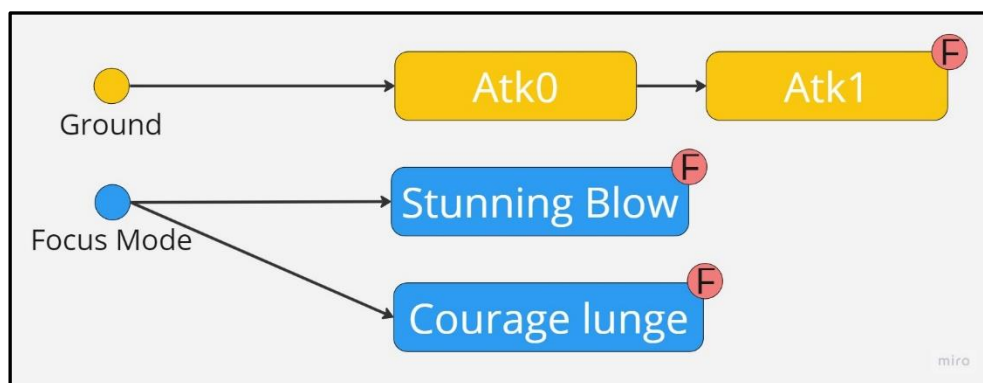 F
Atk0
Atk1
Ground
F
Stunning Blow
Focus Mode
F
Courage lunge
miro